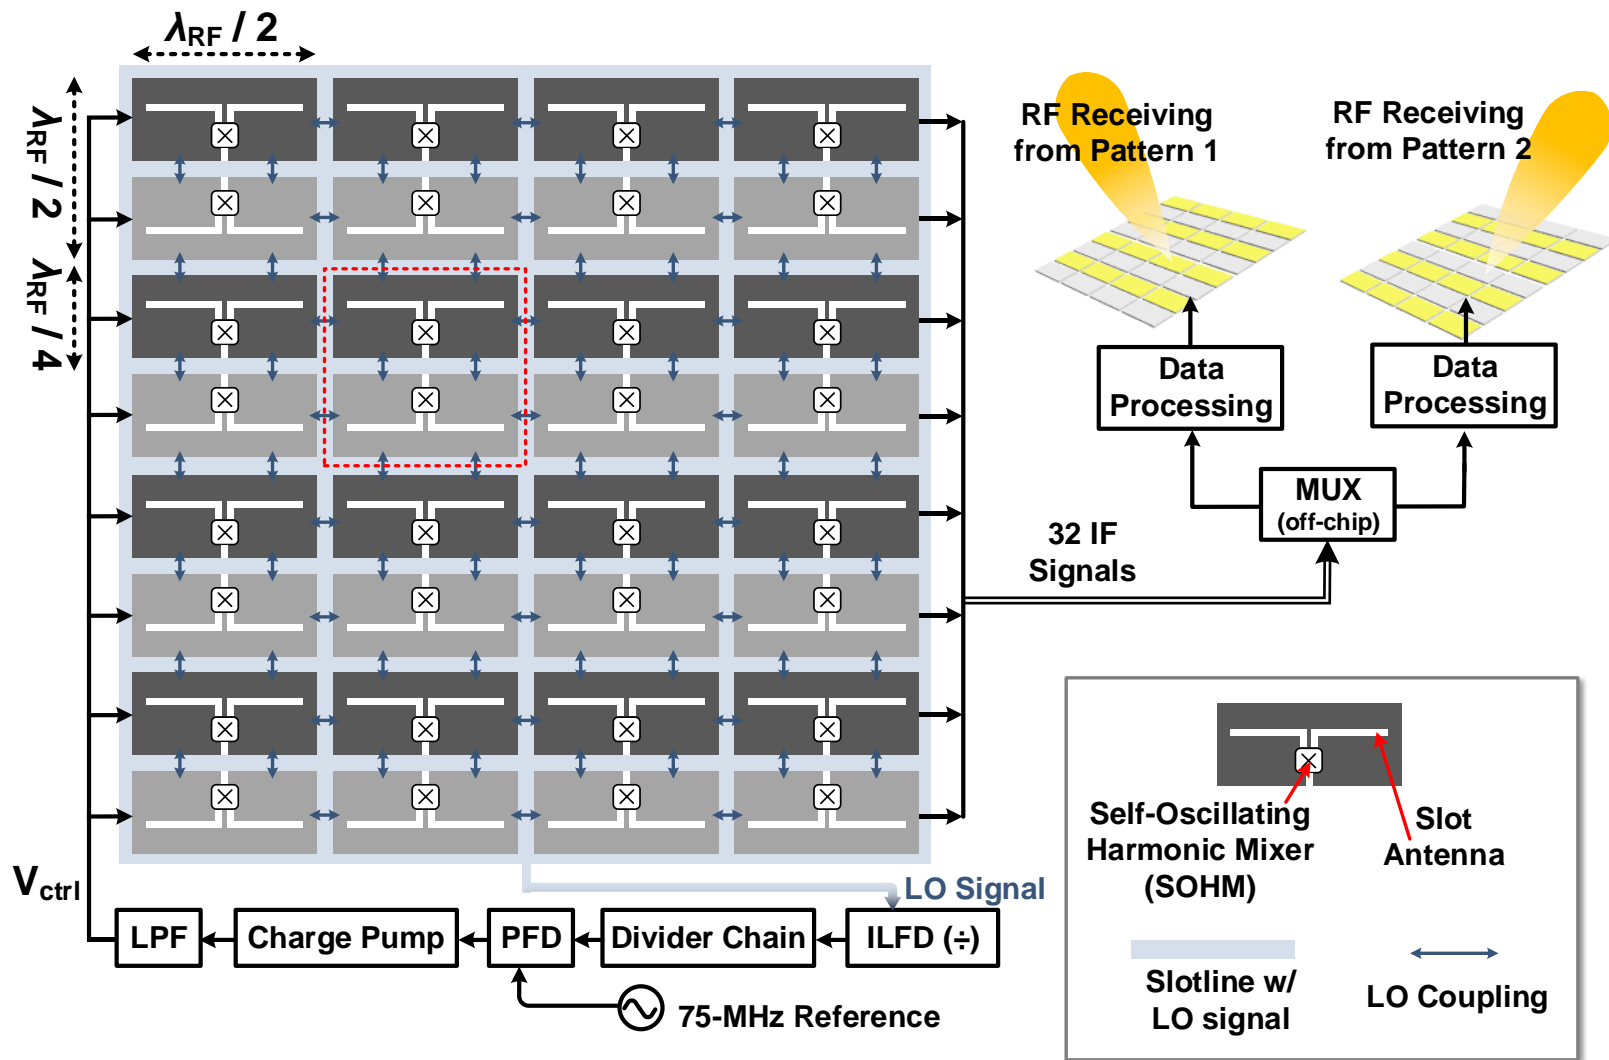 λRF / 2
λRF / 2
λRF / 4
RF Receiving
from Pattern 1
RF Receiving
from Pattern 2
Data
Processing
Data
Processing
MUX
(off-chip)
32 IF
Signals
Vctrl
LO Signal
LPF
Charge Pump
PFD
Divider Chain
ILFD (÷)
75-MHz Reference
Self-Oscillating
Harmonic Mixer
(SOHM)
Slot
Antenna
Slotline w/
LO signal
LO Coupling